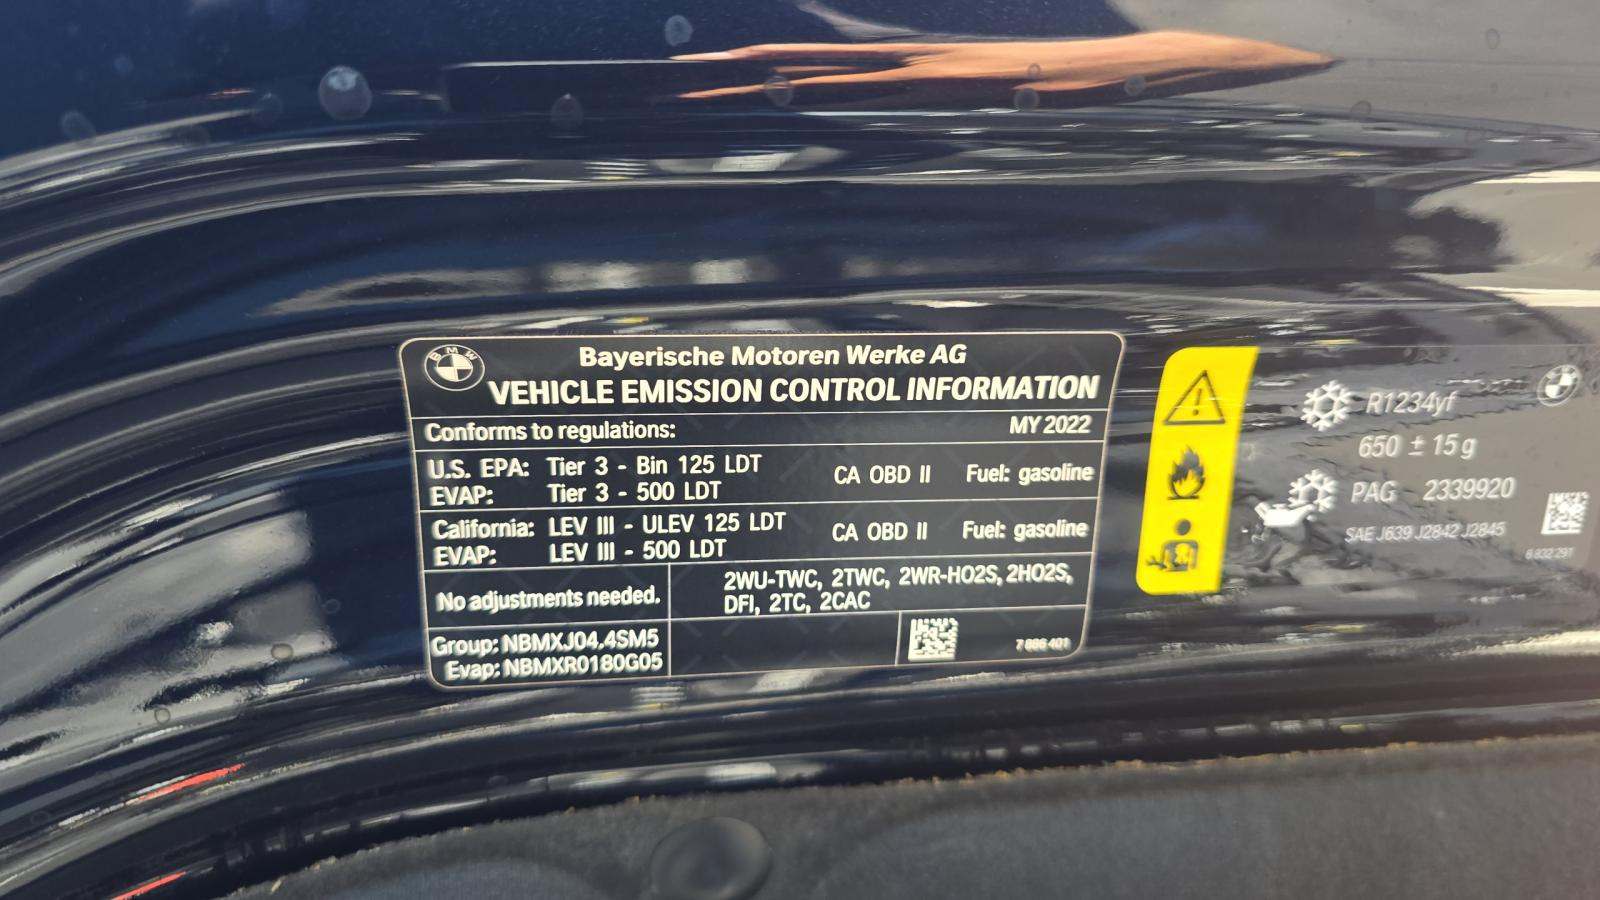 BMW
Bayerische Motoren Werke AG
VEHICLE EMISSION CONTROL INFORMATION
Conforms to regulations: MY 2022
U.S. EPA: Tier 3 - Bin 125 LDT CA OBD II Fuel: gasoline
EVAP: Tier 3 - 500 LDT
California: LEV III - ULEV 125 LDT CA OBD II Fuel: gasoline
EVAP: LEV III - 500 LDT
No adjustments needed.
2WU-TWC, 2TWC, 2WR-HO2S, 2HO2S,
DFI, 2TC, 2CAC
Group: NBMXJ04.4SM5
Evap: NBMXR0180G05
7 886 401
R1234yf
650 ± 15 g
PAG 2339920
SAE J639 J2842 J2845